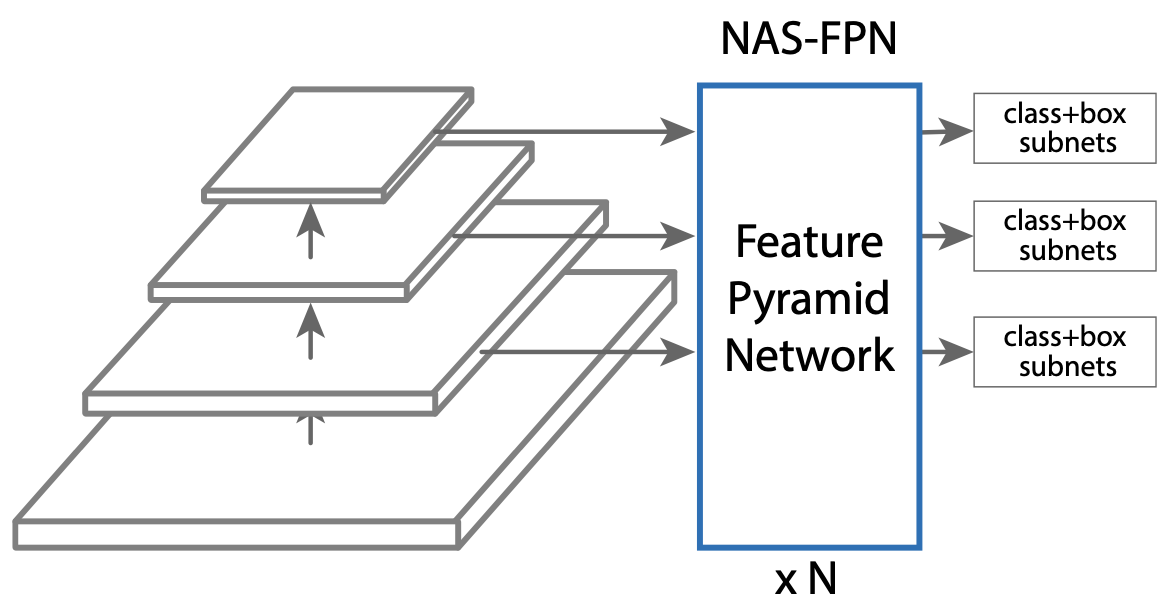 NAS-FPN
Feature
Pyramid
Network
x N
class+box
subnets
class+box
subnets
class+box
subnets